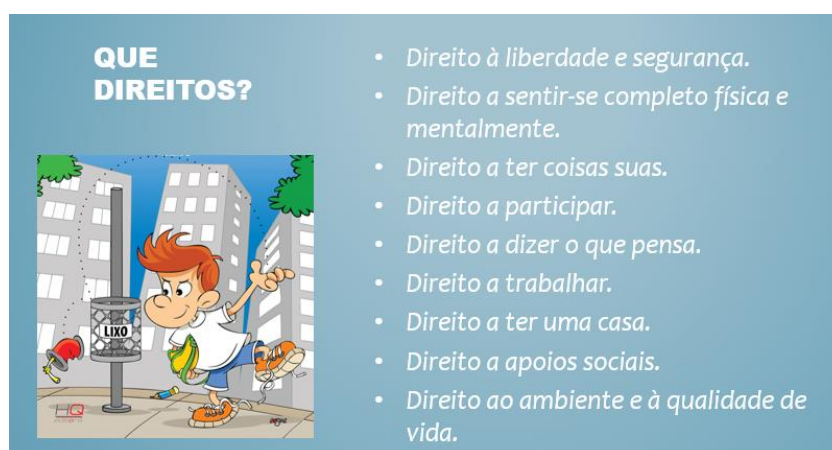 QUE
DIREITOS?
• Direito à liberdade e segurança.
• Direito a sentir-se completo física e
mentalmente.
• Direito a ter coisas suas.
• Direito a participar.
• Direito a dizer o que pensa.
• Direito a trabalhar.
• Direito a ter uma casa.
• Direito a apoios sociais.
• Direito ao ambiente e à qualidade de
vida.
LIXO
HQ